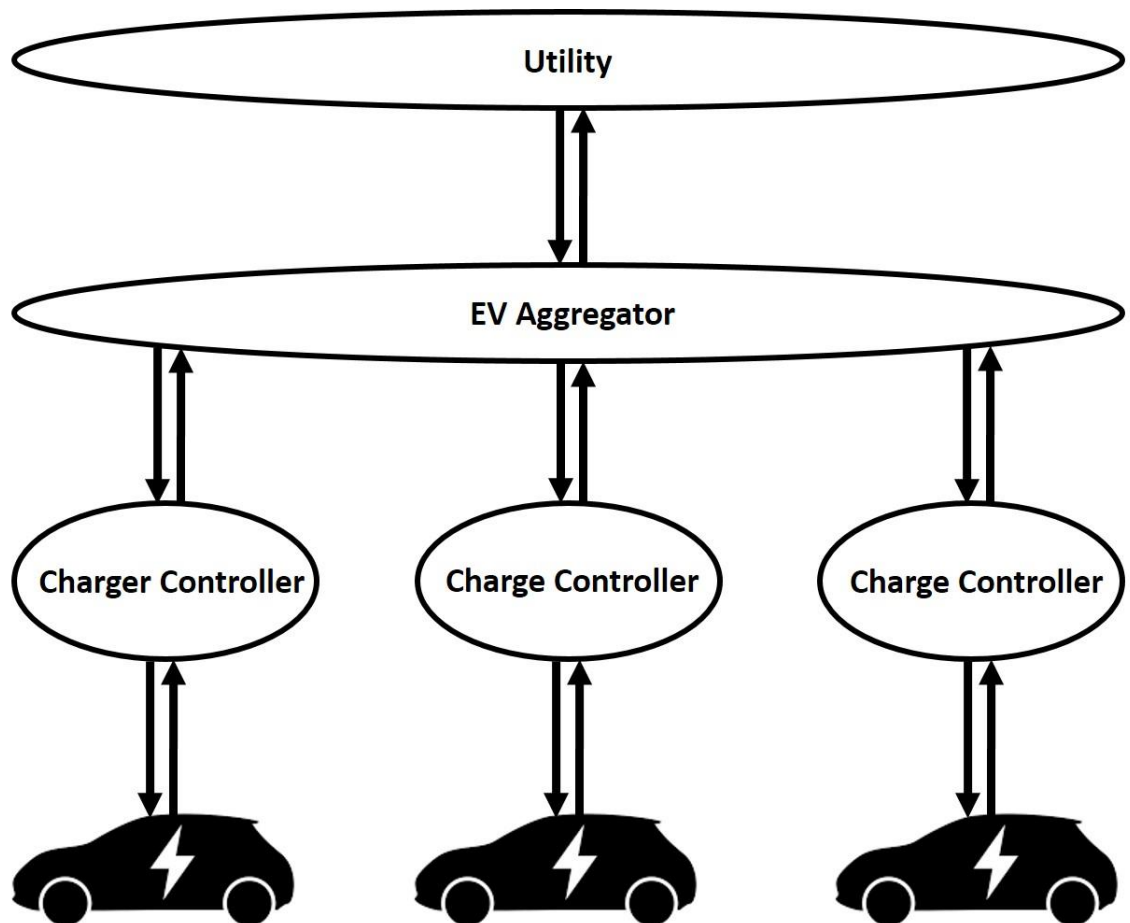 Utility
EV Aggregator
Charger Controller
Charge Controller
Charge Controller